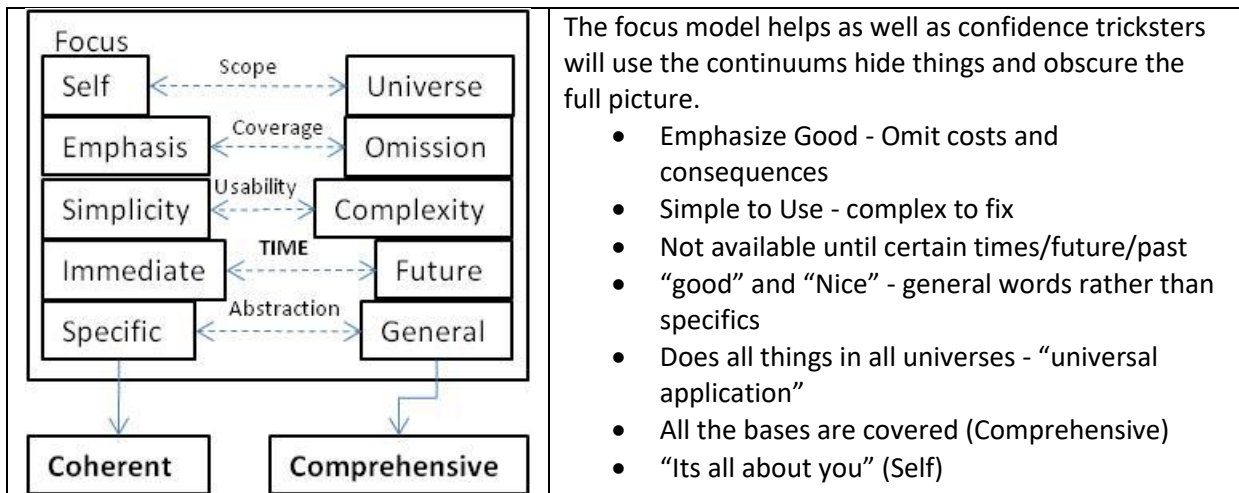 Focus
Scope
Self
Universe
Coverage
Emphasis
Omission
Usability
Simplicity
Complexity
TIME
Immediate
Future
Abstraction
Specific
General
Coherent
Comprehensive
The focus model helps as well as confidence tricksters
will use the continuums hide things and obscure the
full picture.
• Emphasize Good - Omit costs and
consequences
• Simple to Use - complex to fix
• Not available until certain times/future/past
• “good” and “Nice” - general words rather than
specifics
• Does all things in all universes - “universal
application”
• All the bases are covered (Comprehensive)
• “Its all about you” (Self)